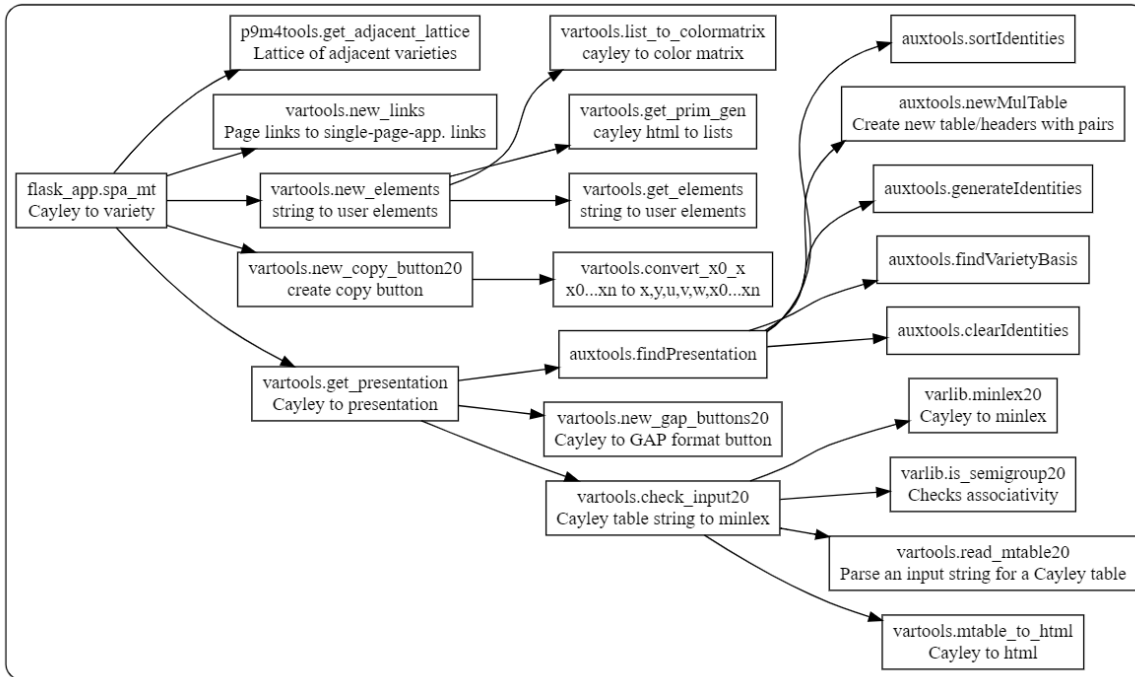 p9m4tools.get_adjacent_lattice
Lattice of adjacent varieties
vartools.list_to_colormatrix
cayley to color matrix
auxtools.sortIdentities
vartools.new_links
Page links to single-page-app. links
vartools.get_prim_gen
cayley html to lists
auxtools.newMulTable
Create new table/headers with pairs
flask_app.spa_mt
Cayley to variety
vartools.new_elements
string to user elements
vartools.get_elements
string to user elements
auxtools.generateIdentities
vartools.new_copy_button20
create copy button
vartools.convert_x0_x
x0...xn to x,y,u,v,w,x0...xn
auxtools.findVarietyBasis
auxtools.findPresentation
auxtools.clearIdentities
vartools.get_presentation
Cayley to presentation
vartools.new_gap_buttons20
Cayley to GAP format button
varlib.minlex20
Cayley to minlex
vartools.check_input20
Cayley table string to minlex
varlib.is_semigroup20
Checks associativity
vartools.read_mtable20
Parse an input string for a Cayley table
vartools.mtable_to_html
Cayley to html